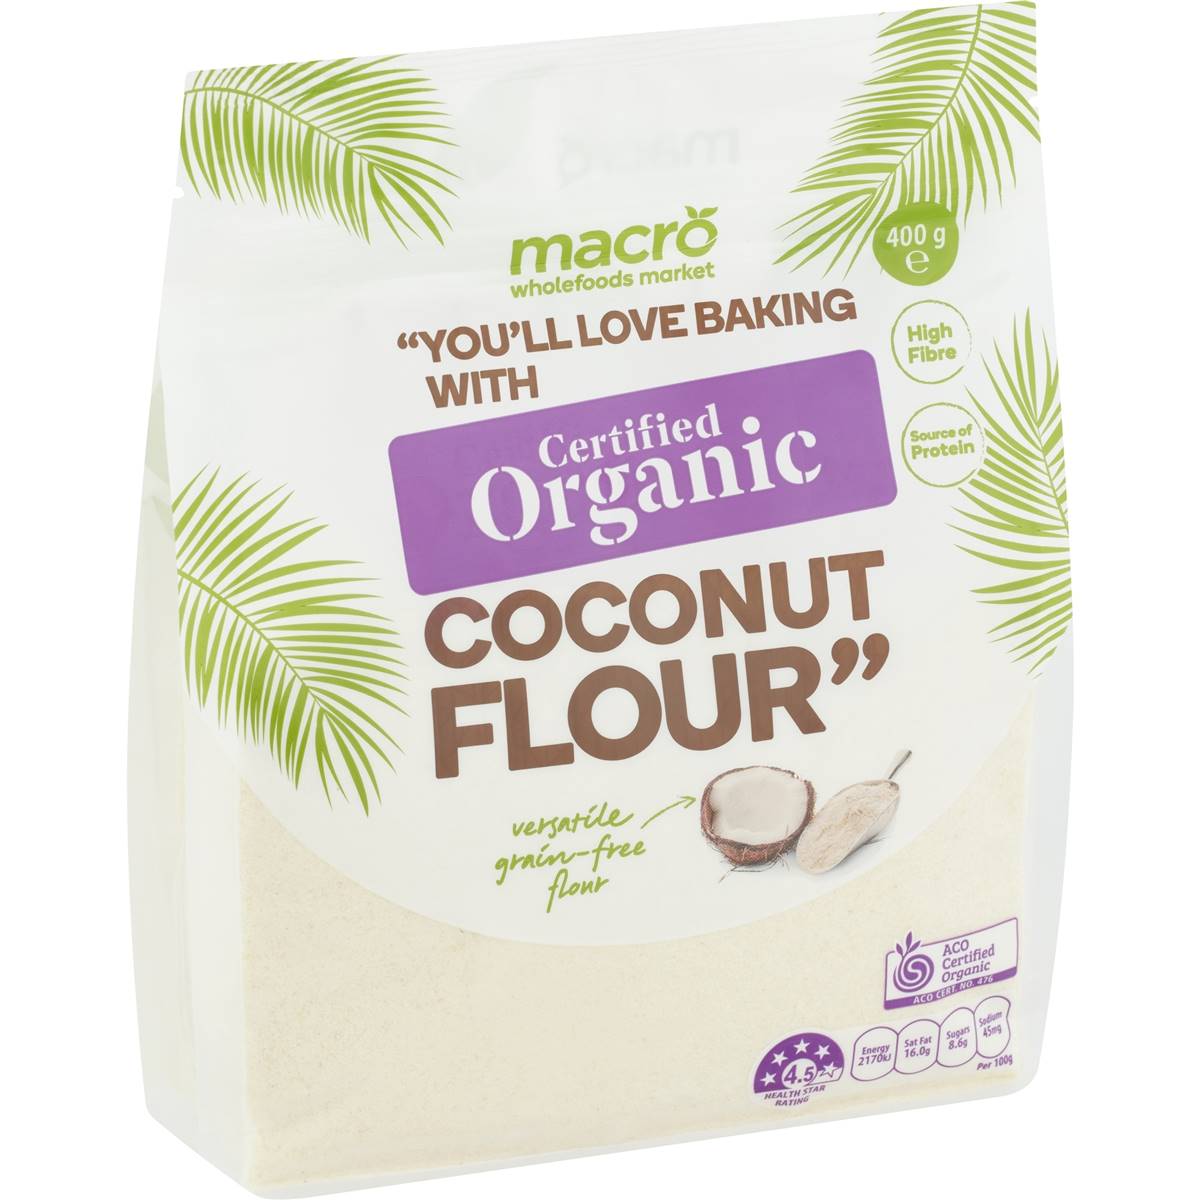 macro
wholefoods market
400 g
e
“YOU’LL LOVE BAKING
WITH
High
Fibre
Certified
Organic
Source of
Protein
COCONUT
FLOUR”
versatile
grain-free
flour
ACO
Certified
Organic
ACO CERT. NO. 476
4.5
HEALTH STAR
RATING
Energy
2170kJ
Sat Fat
16.0g
Sugars
8.6g
Sodium
45mg
Per 100g